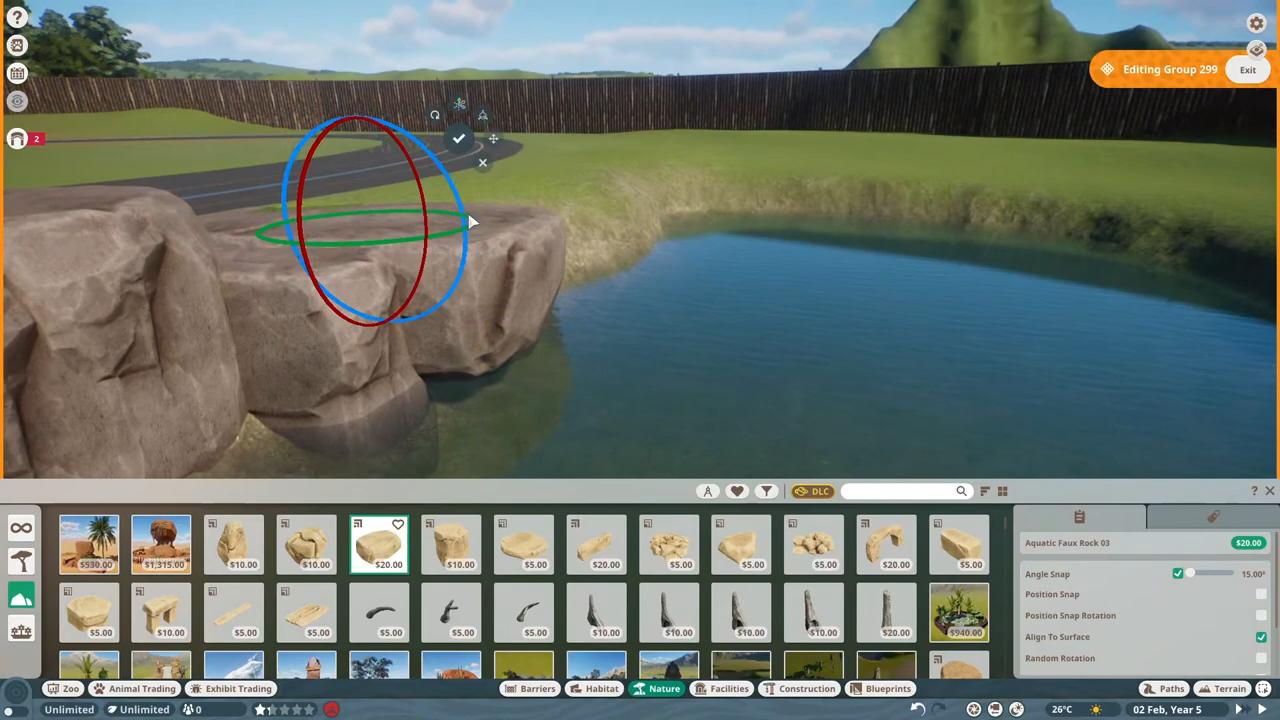 Editing Group 299
Exit
2
DLC
$530.00
$1,315.00
$10.00
$10.00
$20.00
$10.00
$5.00
$20.00
$5.00
$5.00
$5.00
$20.00
$5.00
$5.00
$10.00
$5.00
$5.00
$5.00
$5.00
$5.00
$10.00
$10.00
$10.00
$10.00
$20.00
$940.00
Aquatic Faux Rock 03
$20.00
Angle Snap
15.00°
Position Snap
Position Snap Rotation
Align To Surface
Random Rotation
Zoo
Animal Trading
Exhibit Trading
Barriers
Habitat
Nature
Facilities
Construction
Blueprints
Paths
Terrain
Unlimited
Unlimited
0
26°C
02 Feb, Year 5